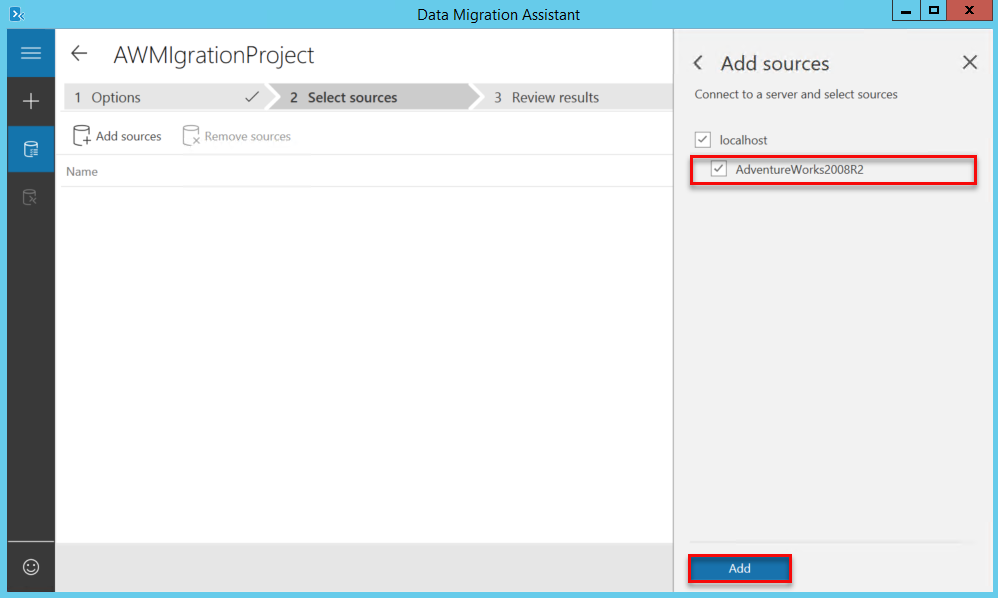 Data Migration Assistant
AWMIgrationProject
1 Options
2 Select sources
3 Review results
Add sources
Remove sources
Name
Add sources
Connect to a server and select sources
localhost
AdventureWorks2008R2
Add